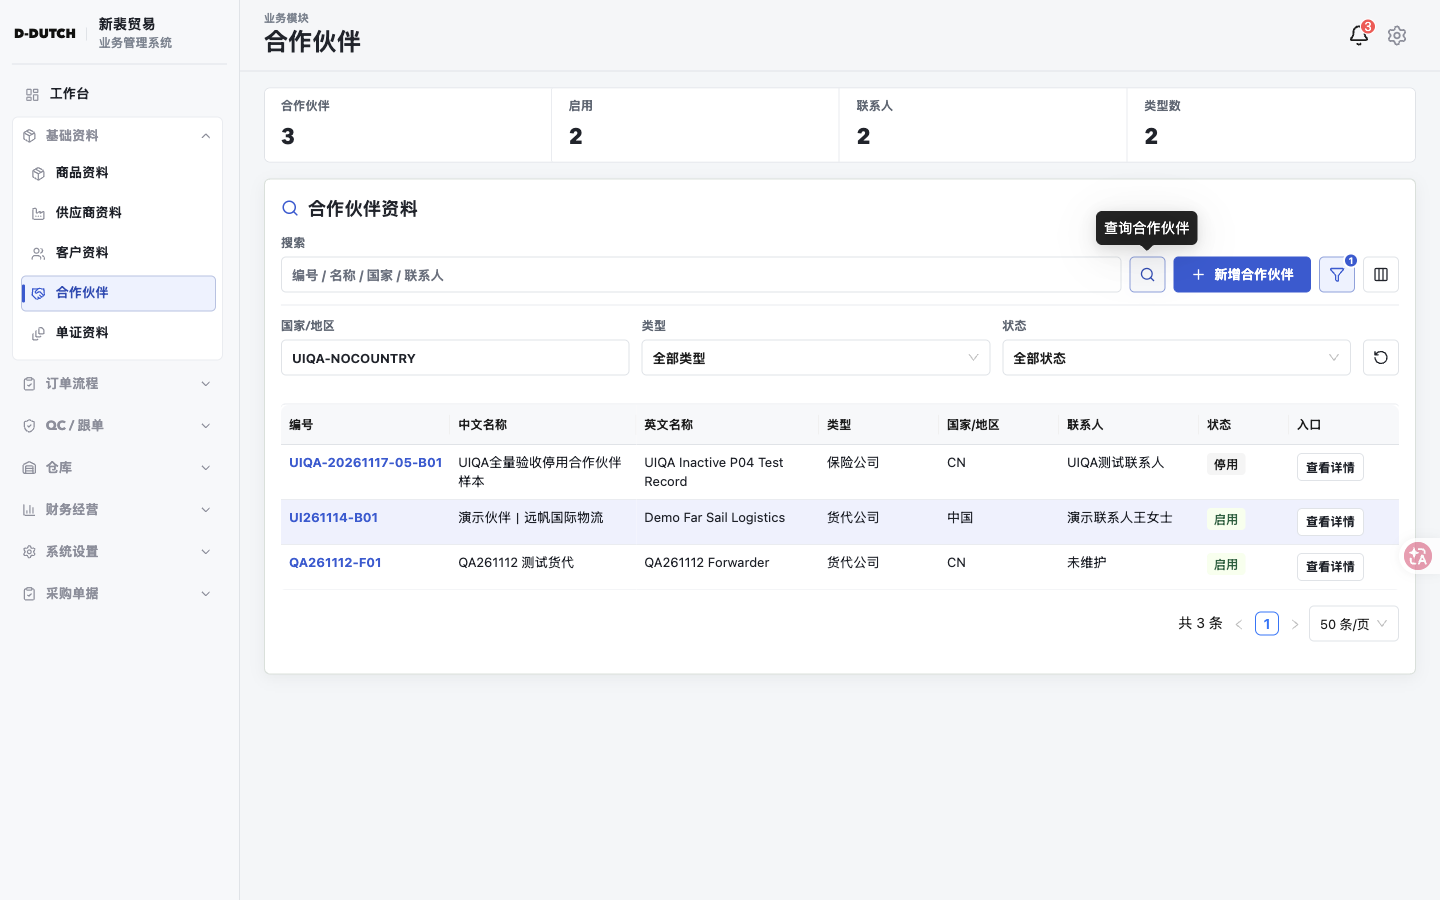 D-DUTCH
新裴贸易
业务管理系统
工作台
基础资料
商品资料
供应商资料
客户资料
合作伙伴
单证资料
订单流程
QC / 跟单
仓库
财务经营
系统设置
采购单据
业务模块
合作伙伴
3
合作伙伴
3
启用
2
联系人
2
类型数
2
合作伙伴资料
查询合作伙伴
搜索
编号 / 名称 / 国家 / 联系人
新增合作伙伴
1
国家/地区
类型
状态
UIQA-NOCOUNTRY
全部类型
全部状态
编号 中文名称 英文名称 类型 国家/地区 联系人 状态 入口
UIQA-20261117-05-B01 UIQA全量验收停用合作伙伴样本 UIQA Inactive P04 Test Record 保险公司 CN UIQA测试联系人 停用 查看详情
UI261114-B01 演示伙伴 | 远帆国际物流 Demo Far Sail Logistics 货代公司 中国 演示联系人王女士 启用 查看详情
QA261112-F01 QA261112 测试货代 QA261112 Forwarder 货代公司 CN 未维护 启用 查看详情
共 3 条 1 50 条/页